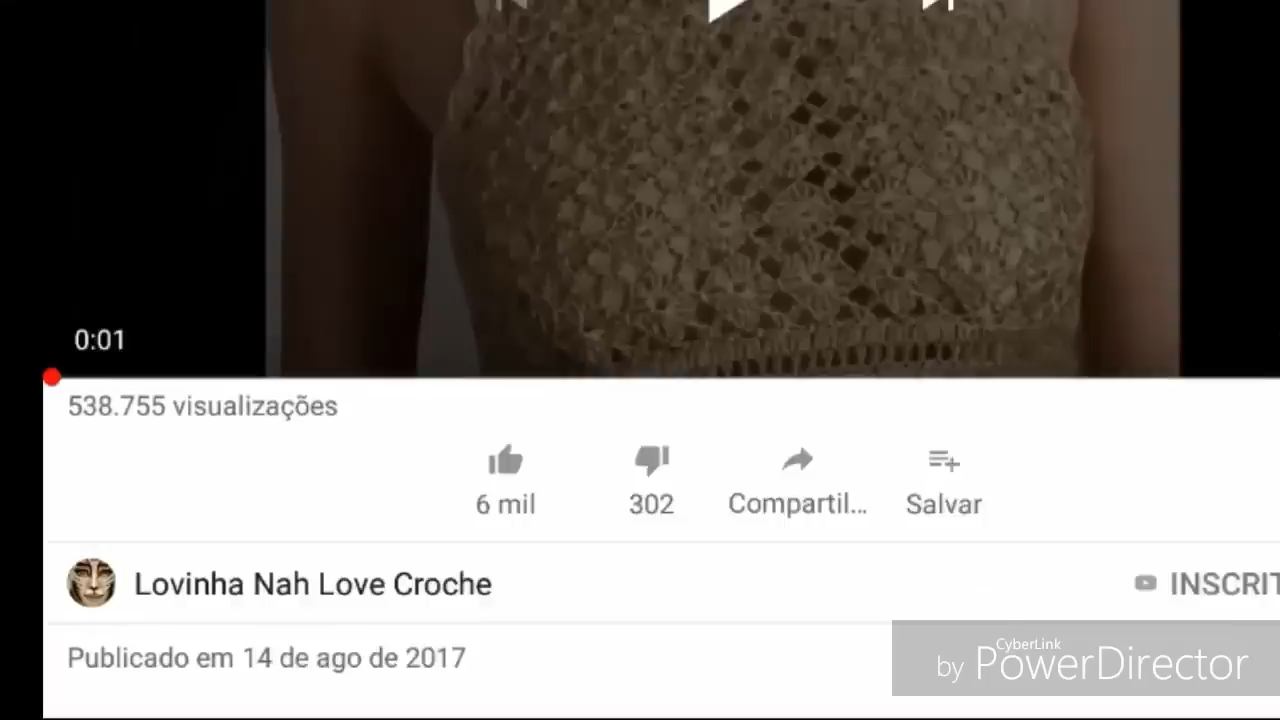 0:01
538.755 visualizações
6 mil
302
Compartil...
Salvar
Lovinha Nah Love Croche
INSCRIT
Publicado em 14 de ago de 2017
CyberLink
by PowerDirector